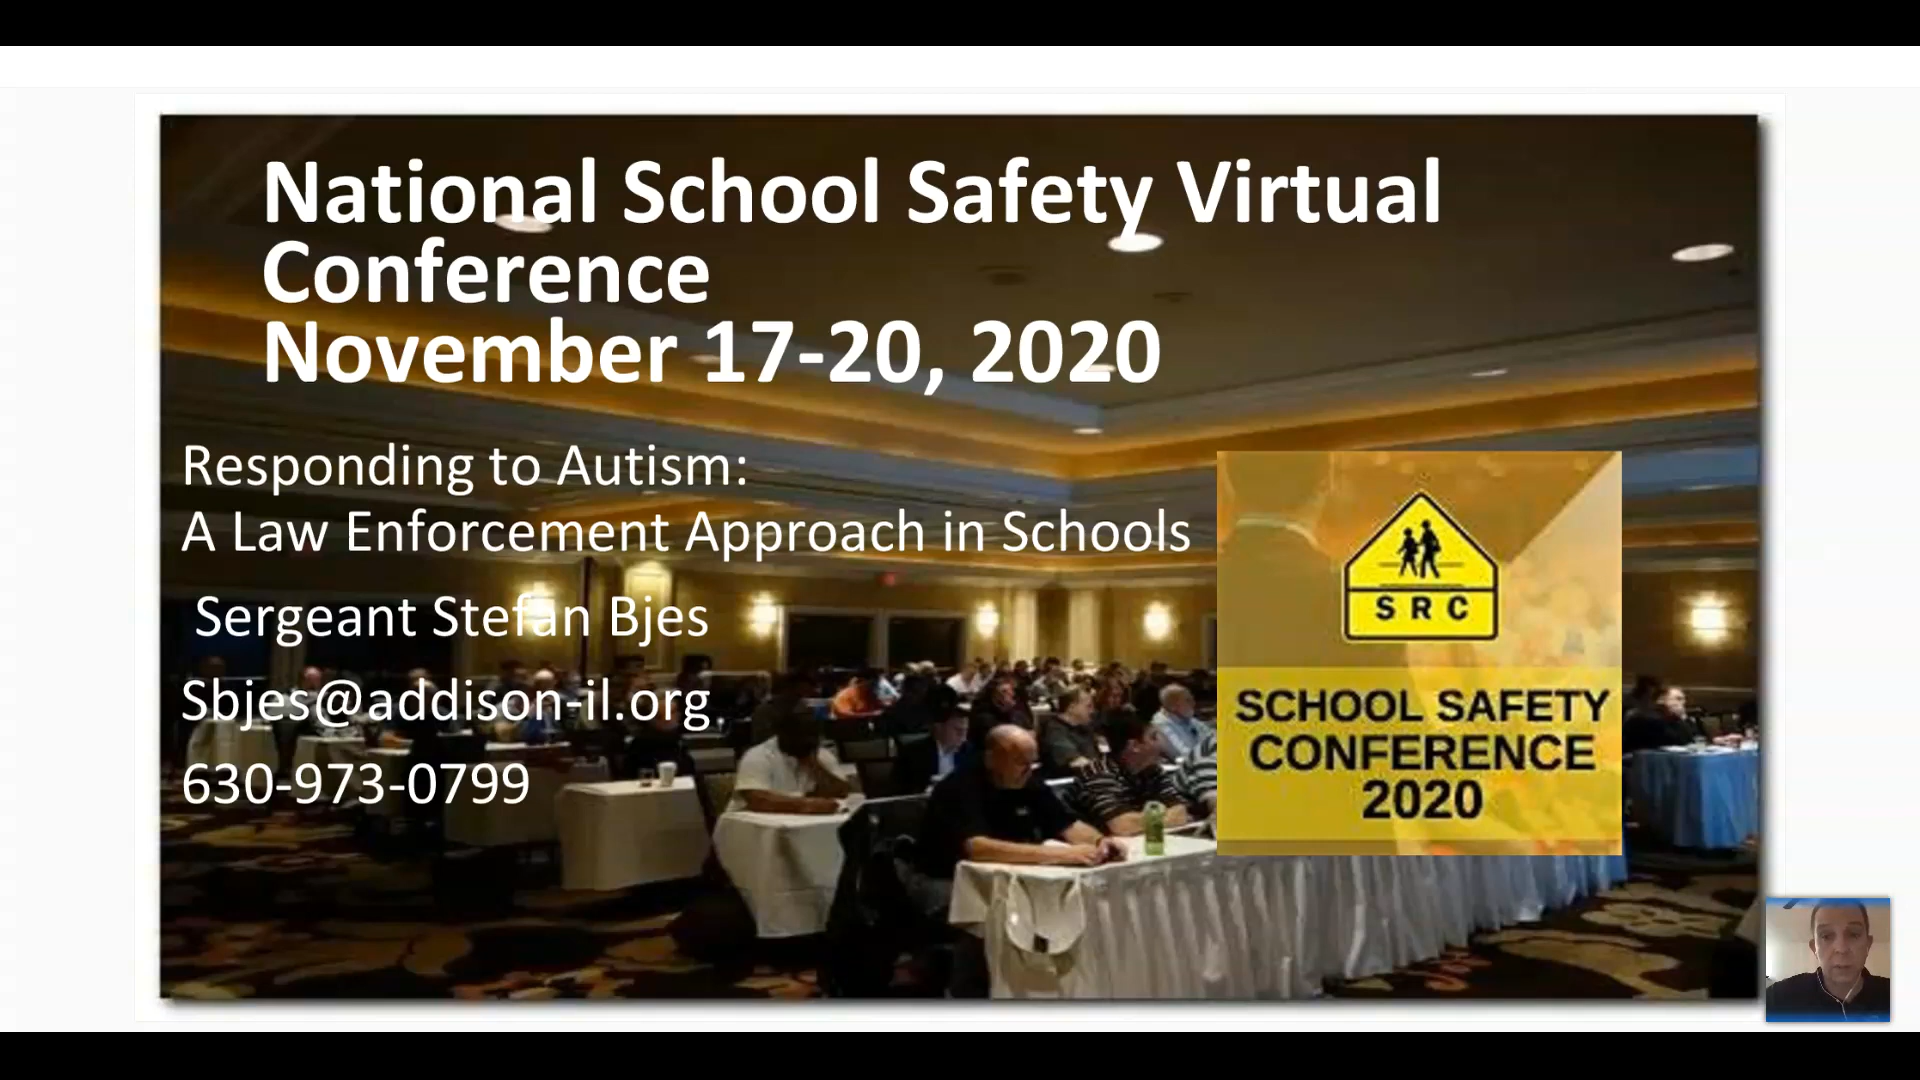 National School Safety Virtual
Conference
November 17-20, 2020
Responding to Autism:
A Law Enforcement Approach in Schools
Sergeant Stefan Bjes
Sbjes@addison-il.org
630-973-0799
SRC
SCHOOL SAFETY
CONFERENCE
2020